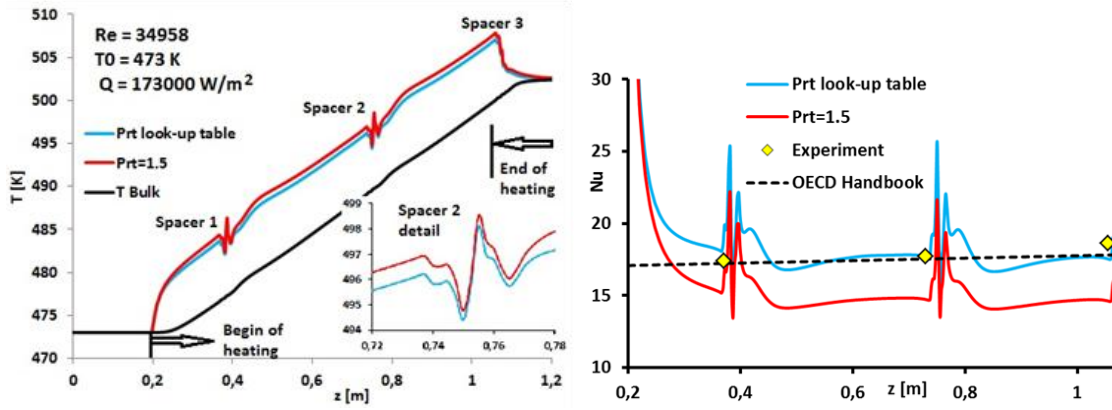 510
505
500
495
490
485
480
475
470
T [K]
Re = 34958
T0 = 473 K
Q = 173000 W/m²
Prt look-up table
Prt=1.5
T Bulk
Spacer 1
Spacer 2
Spacer 3
End of
heating
Begin of
heating
Spacer 2
detail
499
498
497
496
495
494
0,72
0,74
0,76
0,78
0
0,2
0,4
0,6
0,8
1
1,2
z [m]
30
25
20
15
10
Nu
Prt look-up table
Prt=1.5
Experiment
OECD Handbook
0,2
0,4
0,6
z [m]
0,8
1